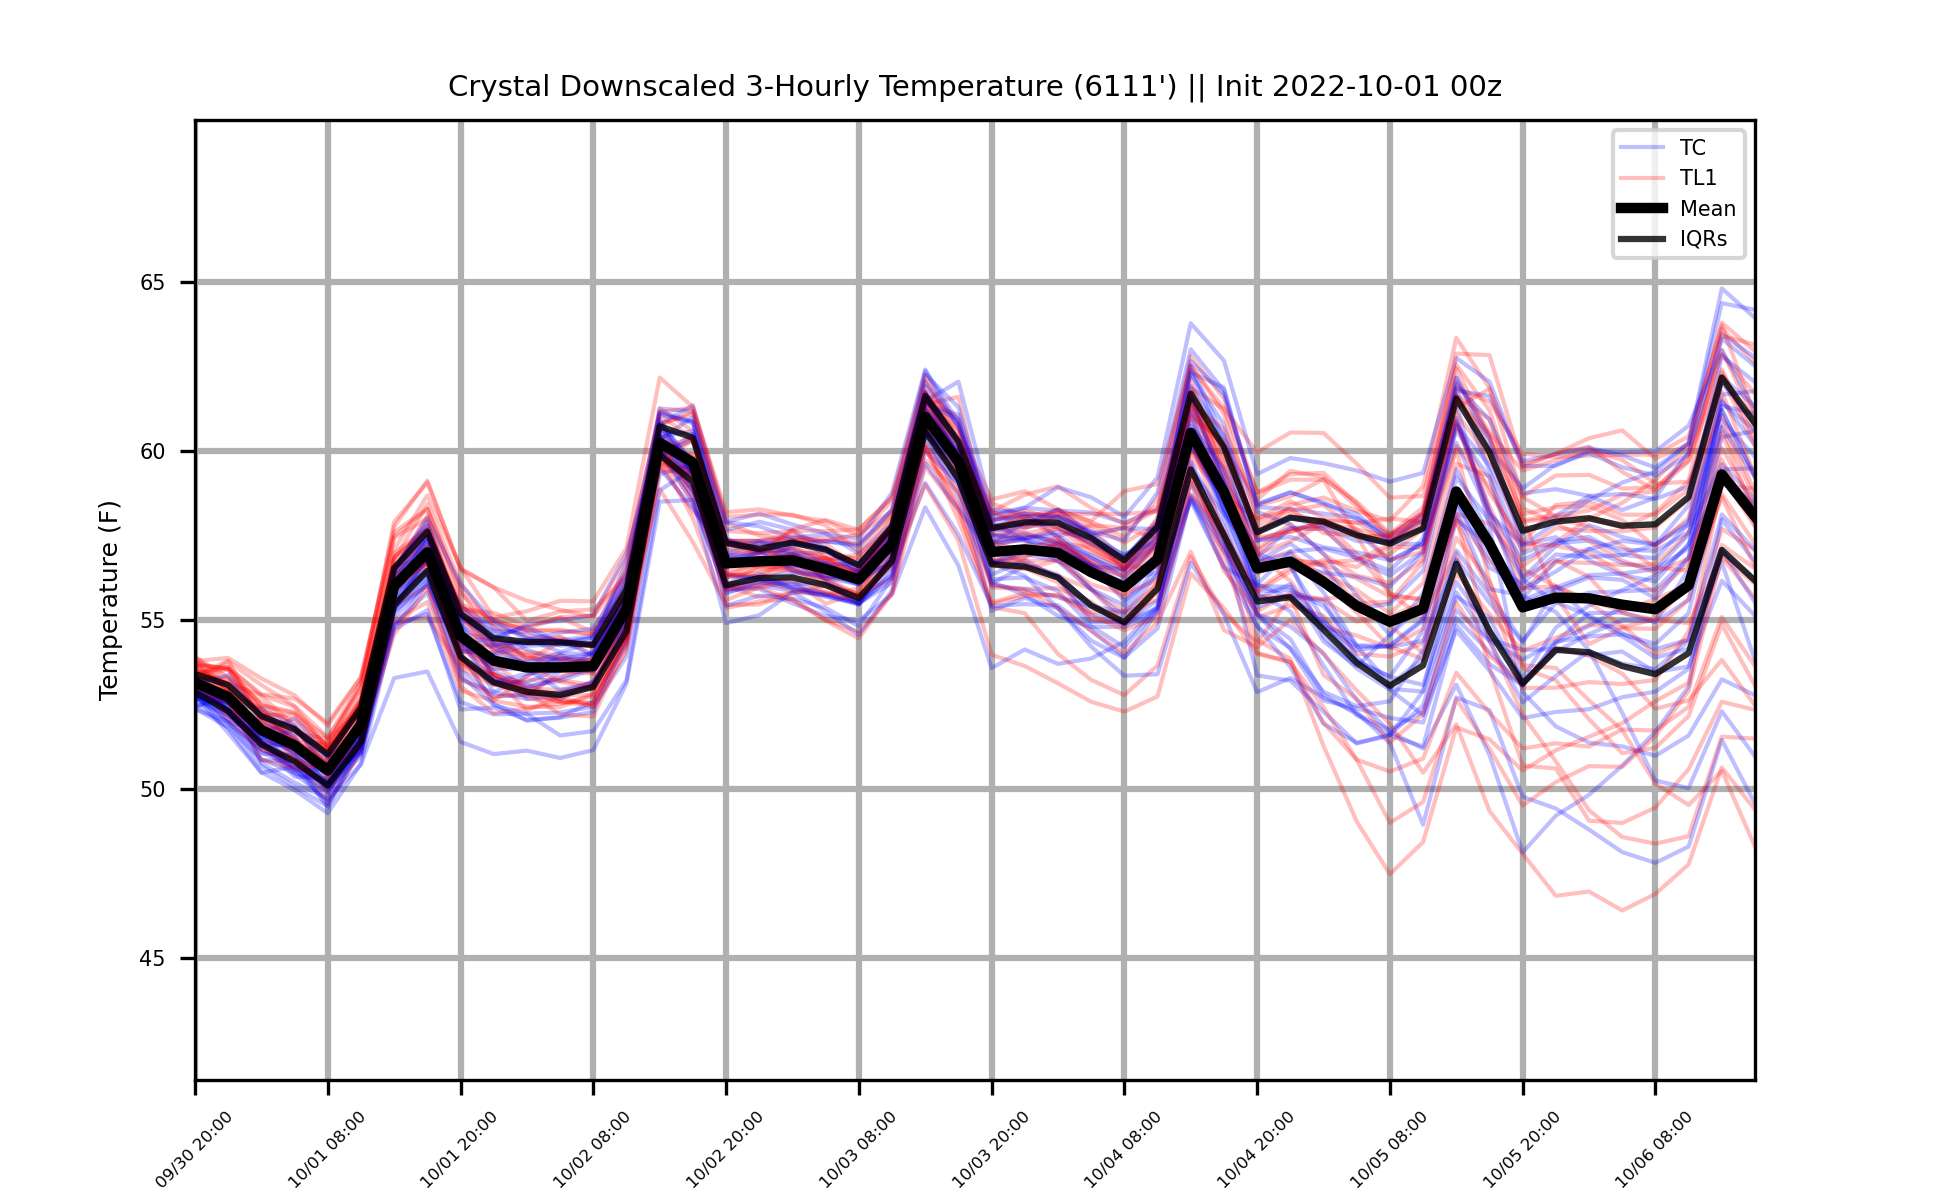 Crystal Downscaled 3-Hourly Temperature (6111') || Init 2022-10-01 00z
TC
TL1
Mean
IQRs
Temperature (F)
65
60
55
50
45
09/30 20:00
10/01 08:00
10/01 20:00
10/02 08:00
10/02 20:00
10/03 08:00
10/03 20:00
10/04 08:00
10/04 20:00
10/05 08:00
10/05 20:00
10/06 08:00